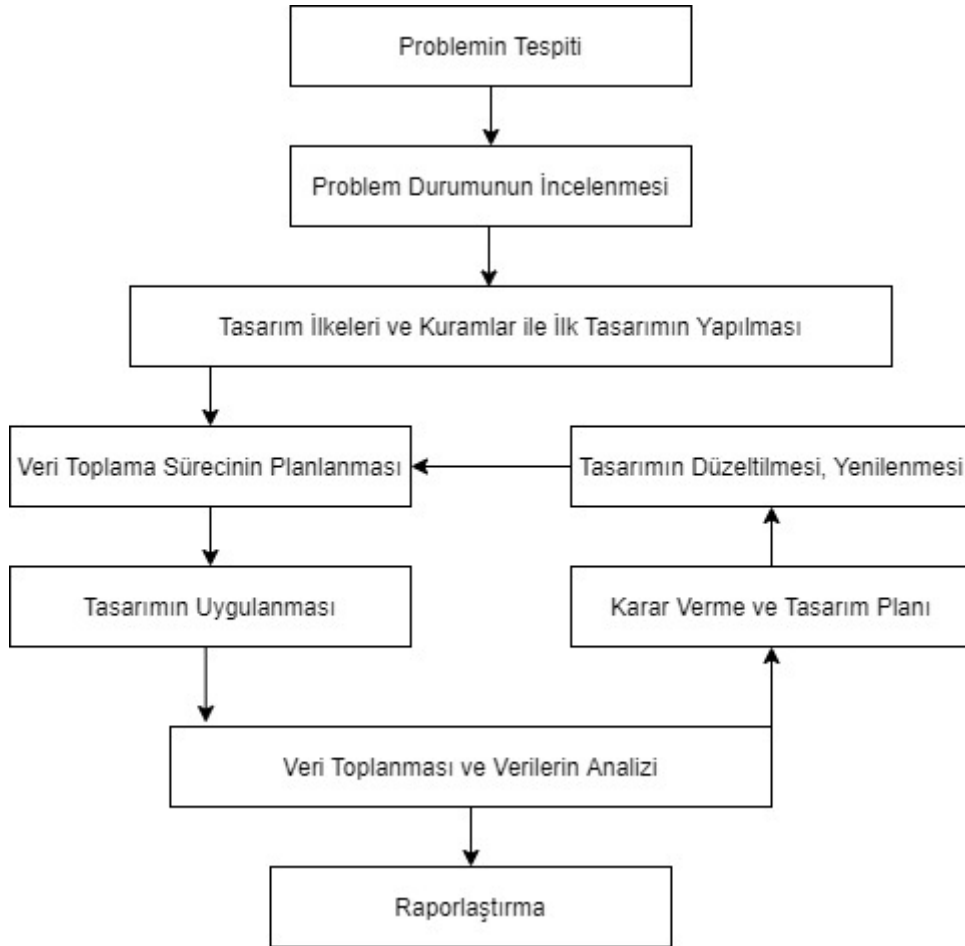 Problemin Tespiti
Problem Durumunun İncelenmesi
Tasarım İlkeleri ve Kuramlar ile İlk Tasarımın Yapılması
Veri Toplama Sürecinin Planlanması
Tasarımın Düzeltilmesi, Yenilenmesi
Tasarımın Uygulanması
Karar Verme ve Tasarım Planı
Veri Toplanması ve Verilerin Analizi
Raporlaştırma